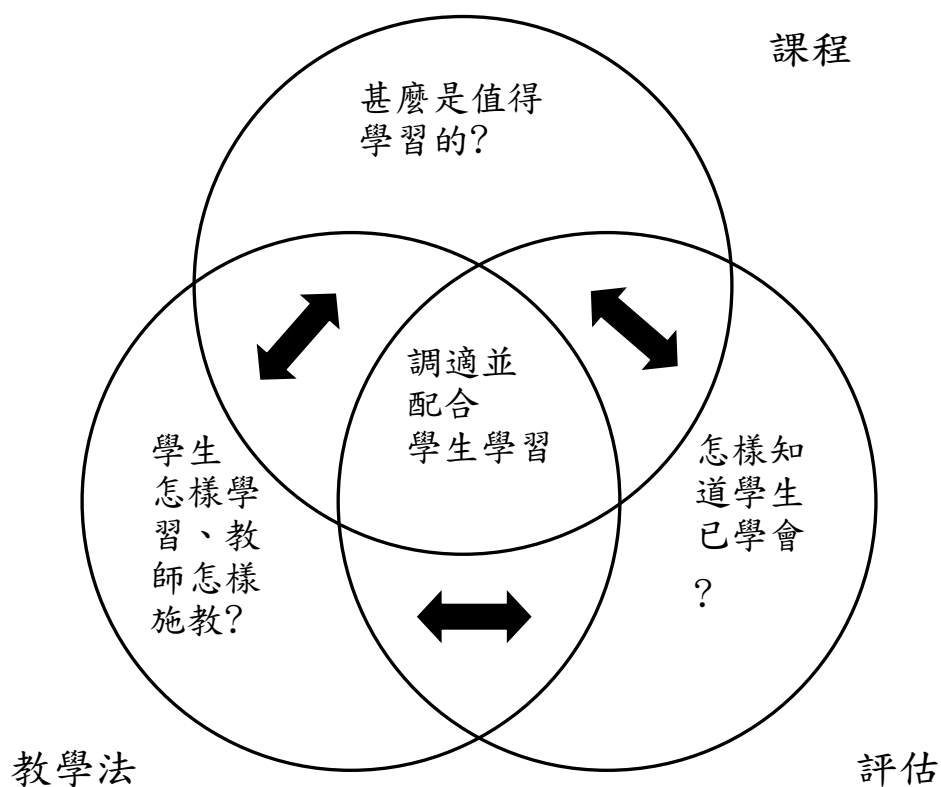 課程
甚麼是值得
學習的?
調適並
配合
學生學習
學生
怎樣學
習、教
師怎樣
施教?
怎樣知
道學生
已學會
?
教學法
評估